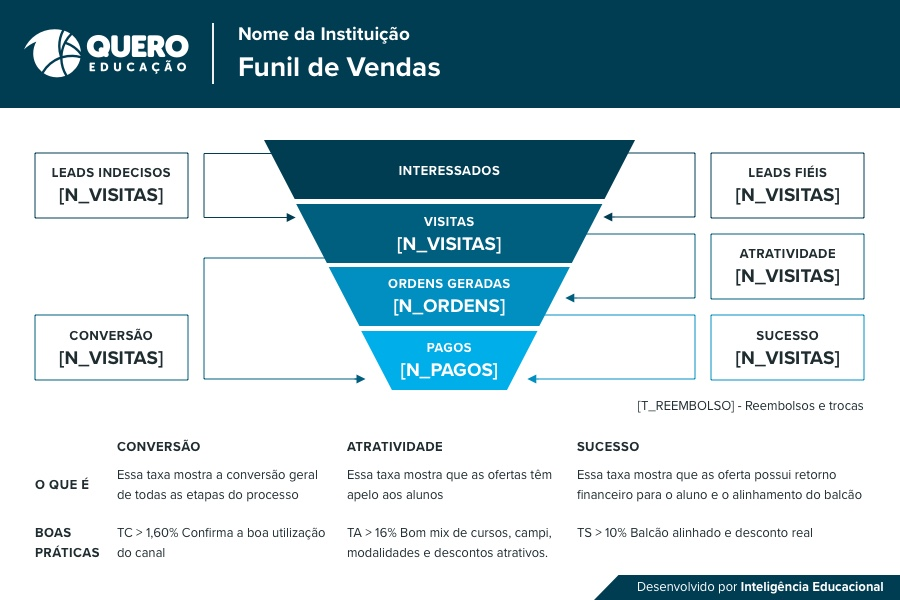 QUERO
EDUCAÇÃO
Nome da Instituição
Funil de Vendas
LEADS INDECISOS
[N_VISITAS]
INTERESSADOS
LEADS FIÉIS
[N_VISITAS]
VISITAS
[N_VISITAS]
ATRATIVIDADE
[N_VISITAS]
ORDENS GERADAS
[N_ORDENS]
CONVERSÃO
[N_VISITAS]
PAGOS
[N_PAGOS]
SUCESSO
[N_VISITAS]
[T_REEMBOLSO] - Reembolsos e trocas
CONVERSÃO
ATRATIVIDADE
SUCESSO
O QUE É
Essa taxa mostra a conversão geral
de todas as etapas do processo
Essa taxa mostra que as ofertas têm
apelo aos alunos
Essa taxa mostra que as oferta possui retorno
financeiro para o aluno e o alinhamento do balcão
BOAS
PRÁTICAS
TC > 1,60% Confirma a boa utilização
do canal
TA > 16% Bom mix de cursos, campi,
modalidades e descontos atrativos.
TS > 10% Balcão alinhado e desconto real
Desenvolvido por Inteligência Educacional